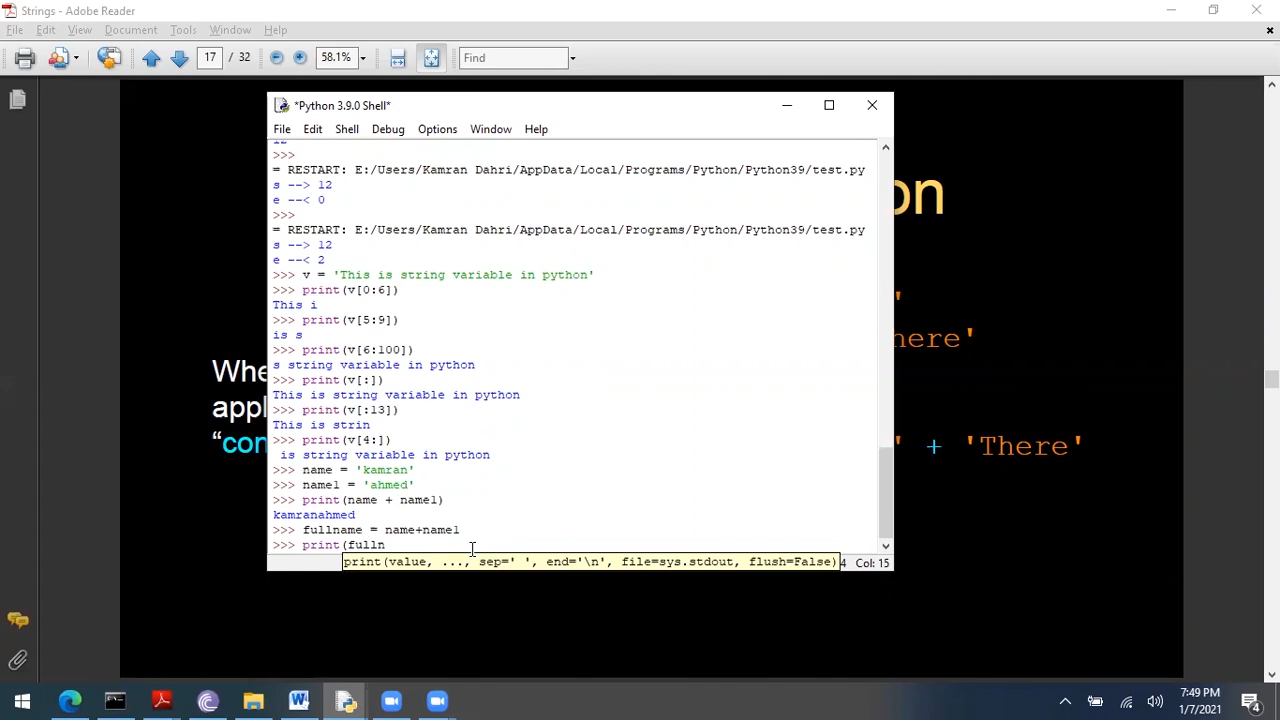 Strings - Adobe Reader
File Edit View Document Tools Window Help
17 / 32 58.1% Find
*Python 3.9.0 Shell*
File Edit Shell Debug Options Window Help
12
>>>
= RESTART: E:/Users/Kamran Dahri/AppData/Local/Programs/Python/Python39/test.py
s --> 12
e --< 0
>>>
= RESTART: E:/Users/Kamran Dahri/AppData/Local/Programs/Python/Python39/test.py
s --> 12
e --< 2
>>> v = 'This is string variable in python'
>>> print(v[0:6])
This i
>>> print(v[5:9])
is s
>>> print(v[6:100])
s string variable in python
>>> print(v[:])
This is string variable in python
>>> print(v[:13])
This is strin
>>> print(v[4:])
 is string variable in python
>>> name = 'kamran'
>>> name1 = 'ahmed'
>>> print(name + name1)
kamranahmed
>>> fullname = name+name1
>>> print(fulln
print(value, ..., sep=' ', end='\n', file=sys.stdout, flush=False)
4 Col: 15
on
'
here'
Whe
appl
“con
' + 'There'
7:49 PM
1/7/2021
4